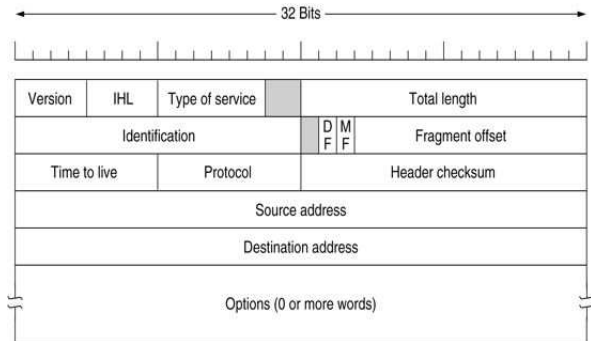 32 Bits
Version IHL Type of service Total length
Identification D F M F Fragment offset
Time to live Protocol Header checksum
Source address
Destination address
Options (0 or more words)